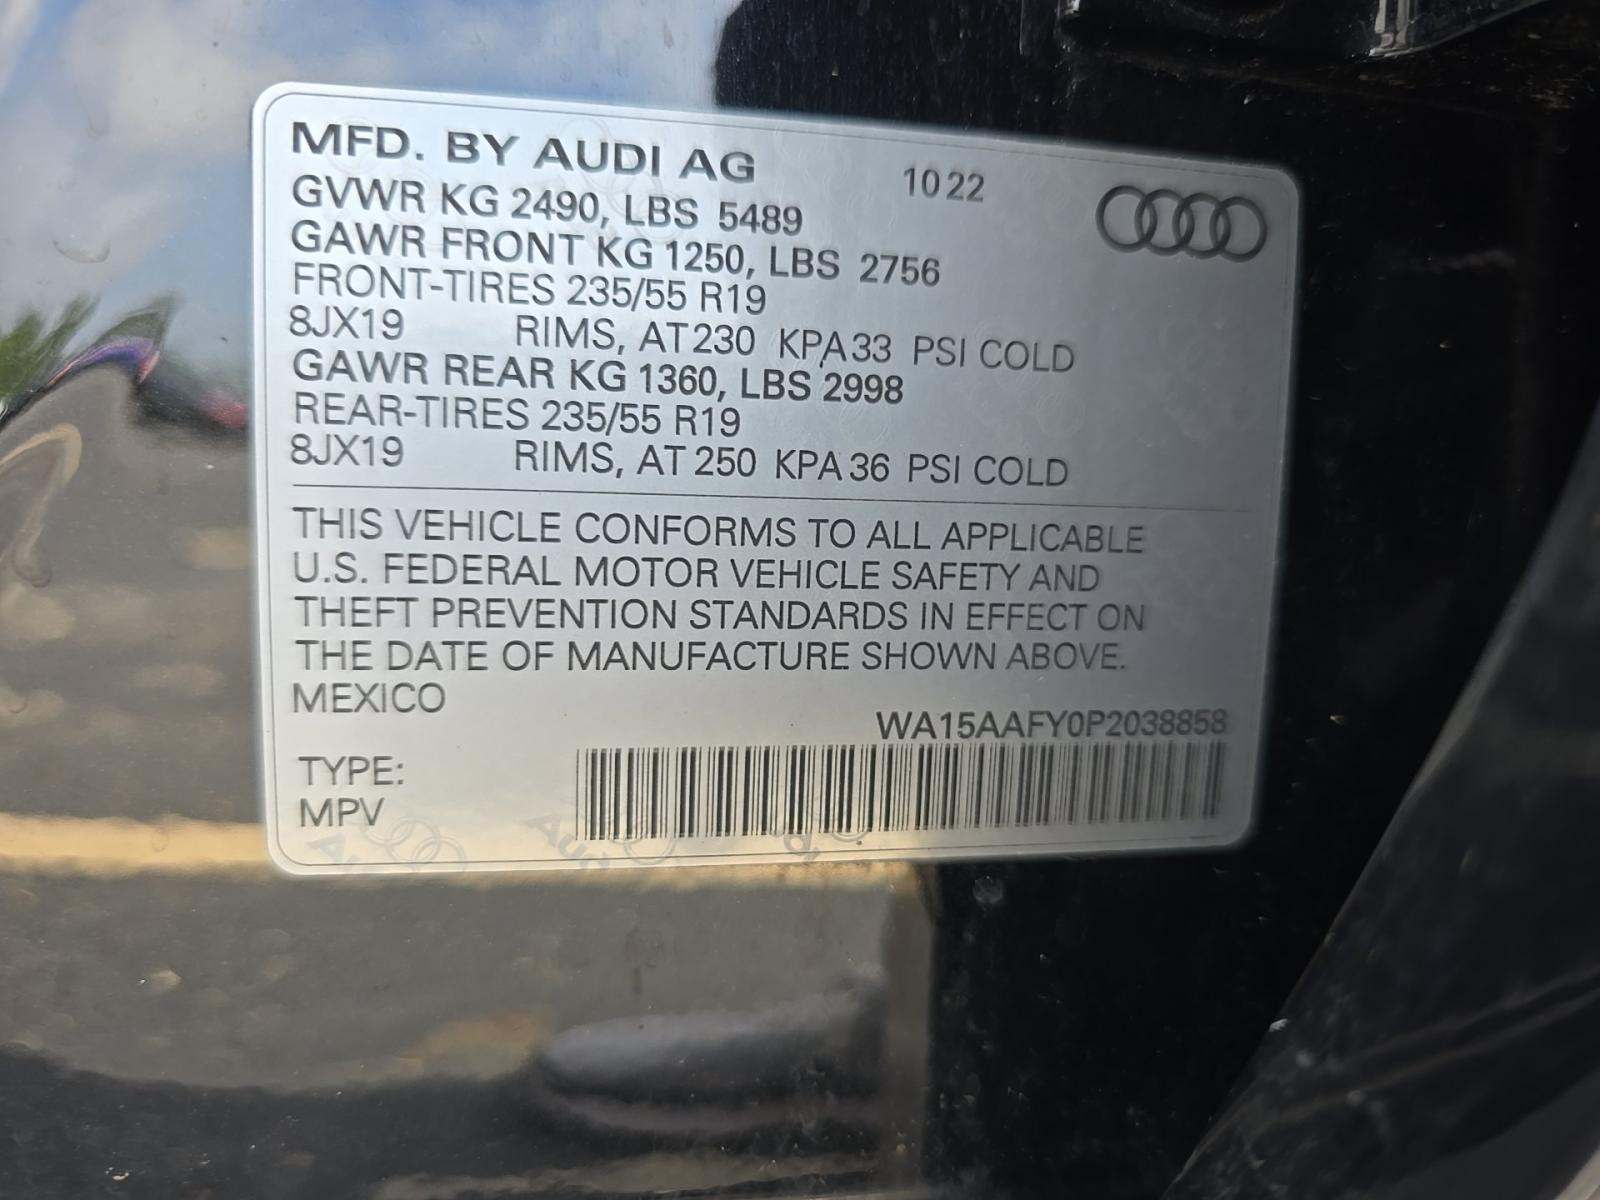 MFD. BY AUDI AG 1022
GVWR KG 2490, LBS 5489
GAWR FRONT KG 1250, LBS 2756
FRONT-TIRES 235/55 R19
8JX19 RIMS, AT 230 KPA 33 PSI COLD
GAWR REAR KG 1360, LBS 2998
REAR-TIRES 235/55 R19
8JX19 RIMS, AT 250 KPA 36 PSI COLD
THIS VEHICLE CONFORMS TO ALL APPLICABLE
U.S. FEDERAL MOTOR VEHICLE SAFETY AND
THEFT PREVENTION STANDARDS IN EFFECT ON
THE DATE OF MANUFACTURE SHOWN ABOVE.
MEXICO
WA15AAFY0P2038858
TYPE:
MPV